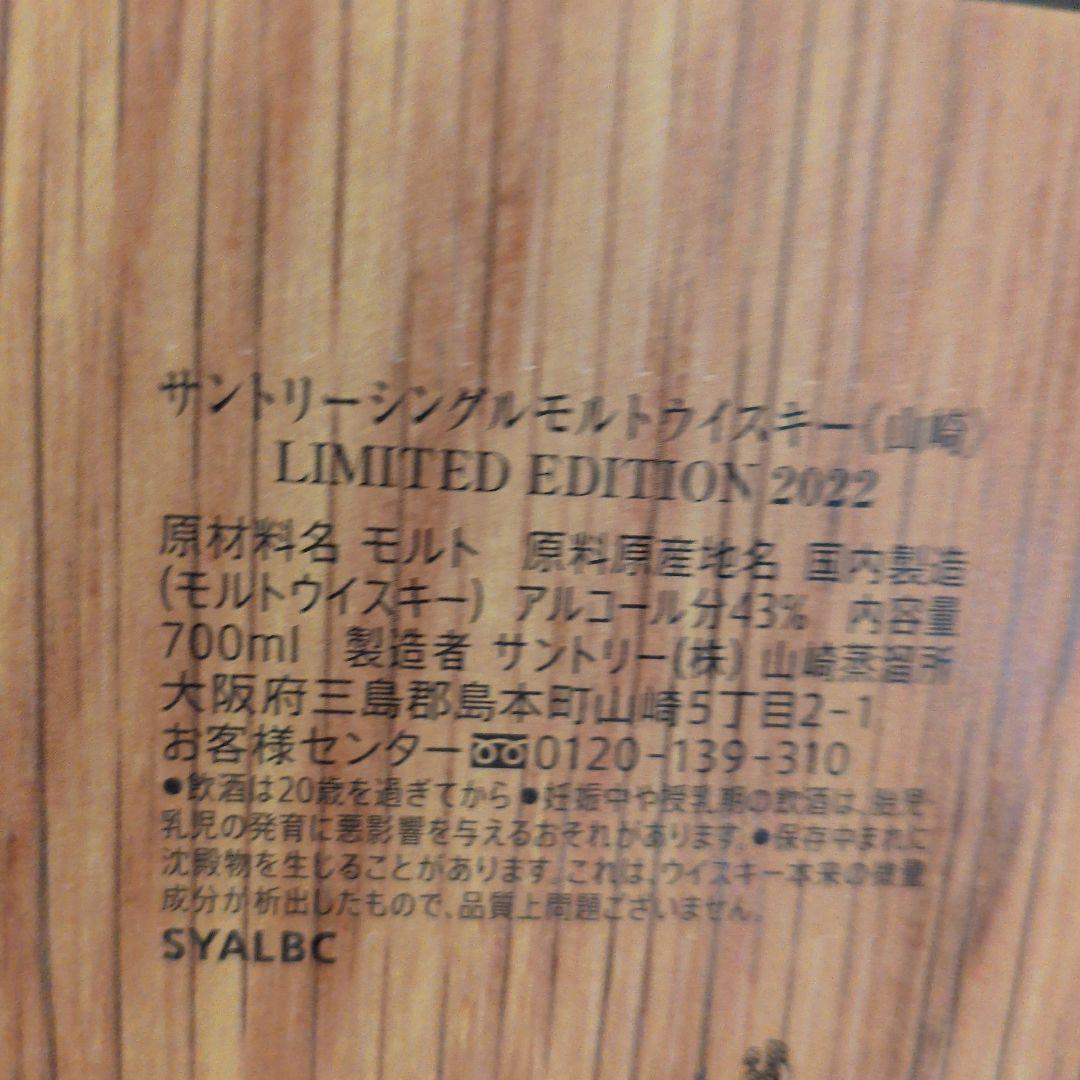 サントリーシングルモルトウイスキー〈山崎〉
LIMITED EDITION 2022
原材料名 モルト 原料原産地名 国内製造
(モルトウイスキー) アルコール分43% 内容量
700ml 製造者 サントリー(株) 山崎蒸溜所
大阪府三島郡島本町山崎5丁目2-1
お客様センター 0120-139-310
●飲酒は20歳を過ぎてから●妊娠中や授乳期の飲酒は、胎児・
乳児の発育に悪影響を与えるおそれがあります。●保存中まれに
沈殿物を生じることがあります。これは、ウイスキー本来の微量
成分が析出したもので、品質上問題ございません。
SYALBC